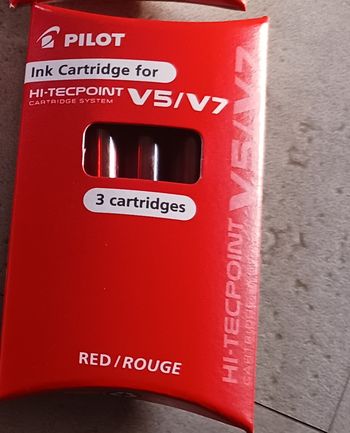 PILOT
Ink Cartridge for
HI-TECPOINT V5/V7
CARTRIDGE SYSTEM
3 cartridges
RED/ROUGE
HI-TECPOINT V5/V7